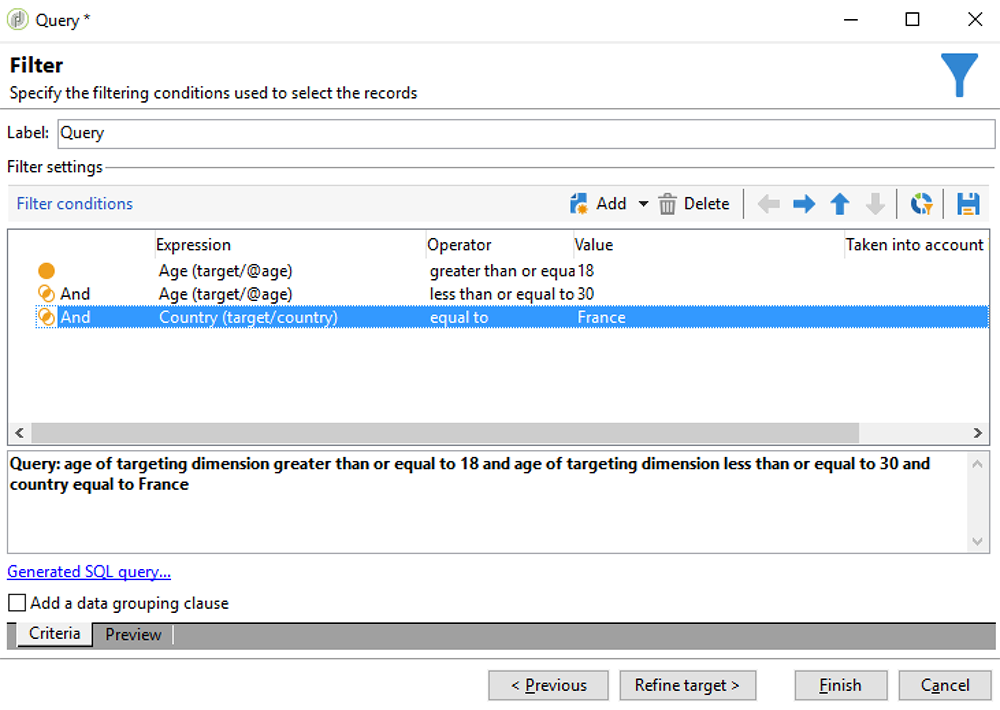 Query *
Filter
Specify the filtering conditions used to select the records
Label: Query
Filter settings
Filter conditions Add Delete
Expression Operator Value Taken into account
Age (target/@age) greater than or equa 18
And Age (target/@age) less than or equal to 30
And Country (target/country) equal to France
Query: age of targeting dimension greater than or equal to 18 and age of targeting dimension less than or equal to 30 and
country equal to France
Generated SQL query...
Add a data grouping clause
Criteria Preview
< Previous Refine target > Finish Cancel